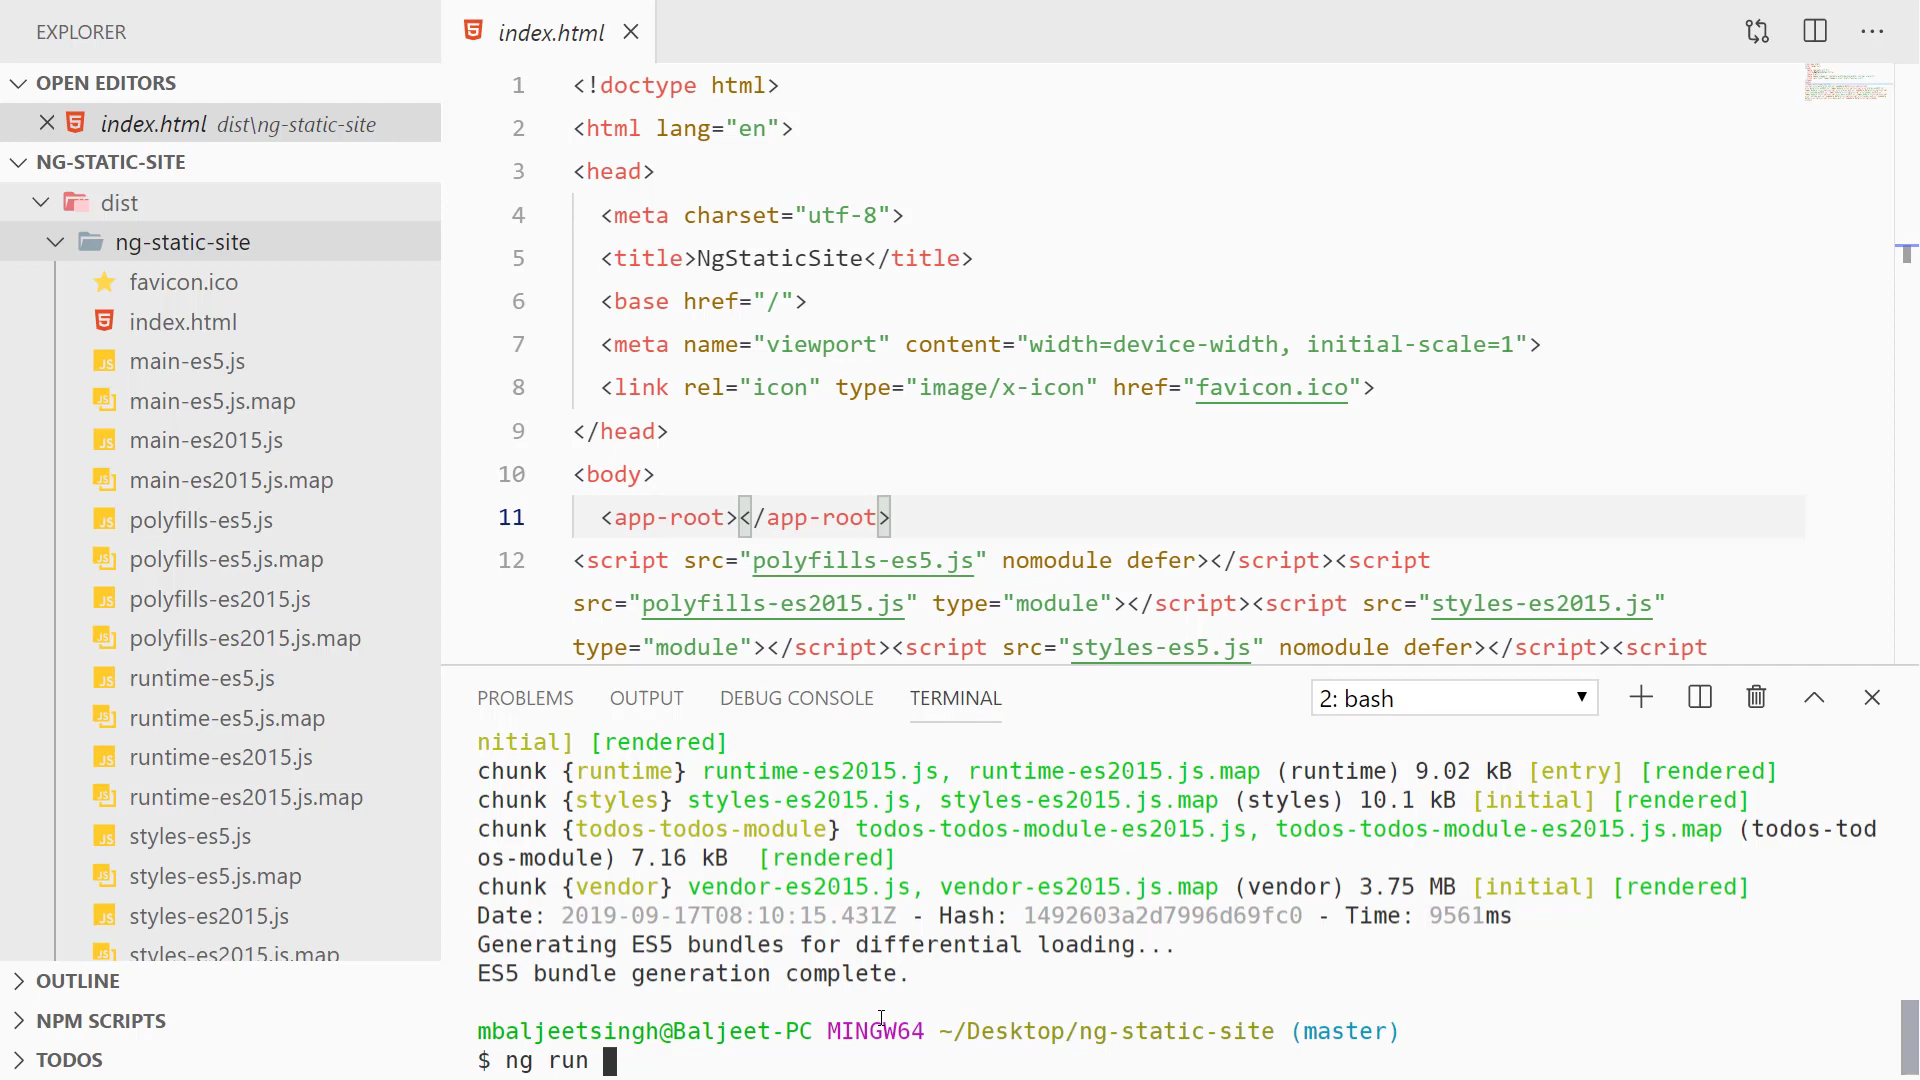 EXPLORER
OPEN EDITORS
index.html dist\ng-static-site
NG-STATIC-SITE
dist
ng-static-site
favicon.ico
index.html
main-es5.js
main-es5.js.map
main-es2015.js
main-es2015.js.map
polyfills-es5.js
polyfills-es5.js.map
polyfills-es2015.js
polyfills-es2015.js.map
runtime-es5.js
runtime-es5.js.map
runtime-es2015.js
runtime-es2015.js.map
styles-es5.js
styles-es5.js.map
styles-es2015.js
styles-es2015.js.map
OUTLINE
NPM SCRIPTS
TODOS
index.html
1 <!doctype html>
2 <html lang="en">
3 <head>
4 <meta charset="utf-8">
5 <title>NgStaticSite</title>
6 <base href="/">
7 <meta name="viewport" content="width=device-width, initial-scale=1">
8 <link rel="icon" type="image/x-icon" href="favicon.ico">
9 </head>
10 <body>
11 <app-root></app-root>
12 <script src="polyfills-es5.js" nomodule defer></script><script
src="polyfills-es2015.js" type="module"></script><script src="styles-es2015.js"
type="module"></script><script src="styles-es5.js" nomodule defer></script><script
PROBLEMS OUTPUT DEBUG CONSOLE TERMINAL 2: bash
nitial] [rendered]
chunk {runtime} runtime-es2015.js, runtime-es2015.js.map (runtime) 9.02 kB [entry] [rendered]
chunk {styles} styles-es2015.js, styles-es2015.js.map (styles) 10.1 kB [initial] [rendered]
chunk {todos-todos-module} todos-todos-module-es2015.js, todos-todos-module-es2015.js.map (todos-tod
os-module) 7.16 kB [rendered]
chunk {vendor} vendor-es2015.js, vendor-es2015.js.map (vendor) 3.75 MB [initial] [rendered]
Date: 2019-09-17T08:10:15.431Z - Hash: 1492603a2d7996d69fc0 - Time: 9561ms
Generating ES5 bundles for differential loading...
ES5 bundle generation complete.
mbaljeetsingh@Baljeet-PC MINGW64 ~/Desktop/ng-static-site (master)
$ ng run